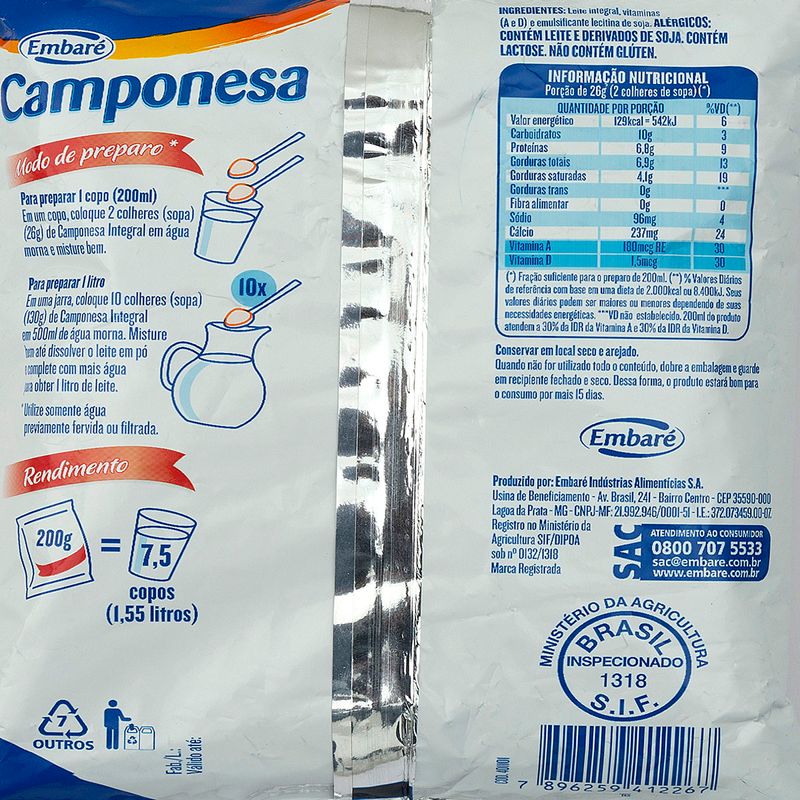 Embaré
Camponesa
Modo de preparo *
Para preparar 1 copo (200ml)
Em um copo, coloque 2 colheres (sopa)
(26g) de Camponesa Integral em água
morna e misture bem.
Para preparar 1 litro
Em uma jarra, coloque 10 colheres (sopa)
(130g) de Camponesa Integral
em 500ml de água morna. Misture
bem até dissolver o leite em pó
e complete com mais água
para obter 1 litro de leite.
10x
*Utilize somente água
previamente fervida ou filtrada.
Rendimento
200g
=
7,5
copos
(1,55 litros)
7
OUTROS
Fab./L.:
Válido até:
INGREDIENTES: Leite integral, vitaminas
(A e D) e emulsificante lecitina de soja. ALÉRGICOS:
CONTÉM LEITE E DERIVADOS DE SOJA. CONTÉM
LACTOSE. NÃO CONTÉM GLÚTEN.
INFORMAÇÃO NUTRICIONAL
Porção de 26g (2 colheres de sopa) (*)
QUANTIDADE POR PORÇÃO %VD(**)
Valor energético 129kcal = 542kJ 6
Carboidratos 10g 3
Proteínas 6,8g 9
Gorduras totais 6,9g 13
Gorduras saturadas 4,1g 19
Gorduras trans 0g ***
Fibra alimentar 0g 0
Sódio 96mg 4
Cálcio 237mg 24
Vitamina A 180mcg RE 30
Vitamina D 1,5mcg 30
(*) Fração suficiente para o preparo de 200ml. (**) % Valores Diários
de referência com base em uma dieta de 2.000kcal ou 8.400kJ. Seus
valores diários podem ser maiores ou menores dependendo de suas
necessidades energéticas. ***VD não estabelecido. 200ml do produto
atendem a 30% da IDR da Vitamina A e 30% da IDR da Vitamina D.
Conservar em local seco e arejado.
Quando não for utilizado todo o conteúdo, dobre a embalagem e guarde
em recipiente fechado e seco. Dessa forma, o produto estará bom para
o consumo por mais 15 dias.
Embaré
Produzido por: Embaré Indústrias Alimentícias S.A.
Usina de Beneficiamento - Av. Brasil, 241 - Bairro Centro - CEP 35590-000
Lagoa da Prata - MG - CNPJ-MF: 21.992.946/0001-51 - I.E.: 372.073459.00-07
Registro no Ministério da
Agricultura SIF/DIPOA
sob nº 0132/1318
Marca Registrada
SAC
ATENDIMENTO AO CONSUMIDOR
0800 707 5533
sac@embare.com.br
www.embare.com.br
MINISTÉRIO DA AGRICULTURA
BRASIL
INSPECIONADO
1318
S.I.F.
7 896259 412267